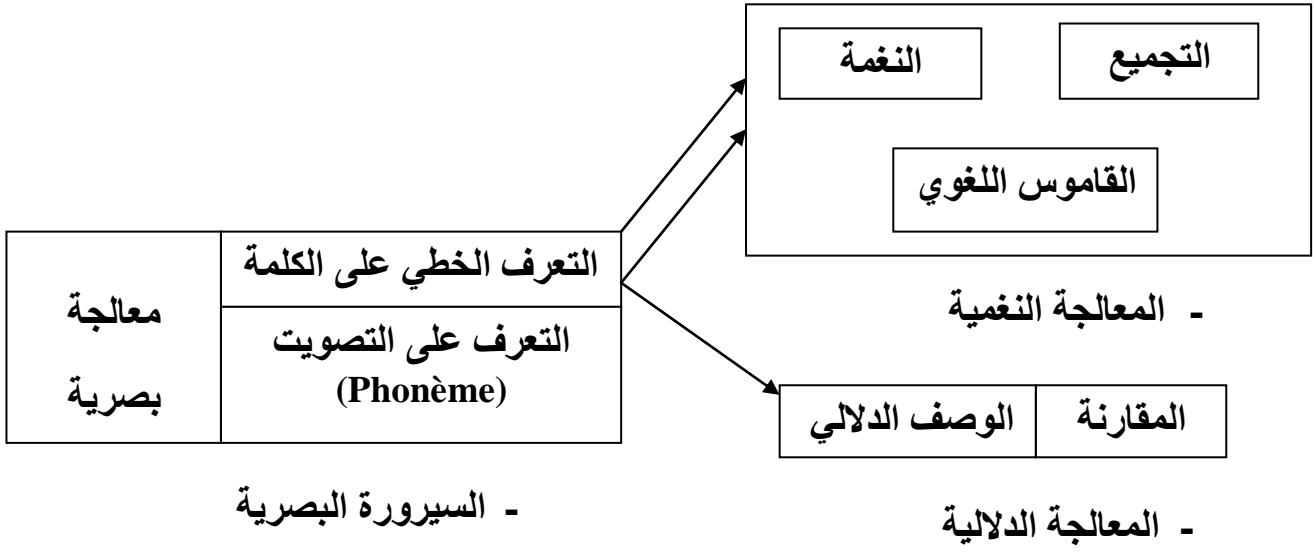 التجميع
النغمة
القاموس اللغوي
- المعالجة النغمية
التعرف الخطي على الكلمة
التعرف على التصويت
(Phonème)
معالجة
بصرية
المقارنة
الوصف الدلالي
- السيرورة البصرية
- المعالجة الدلالية